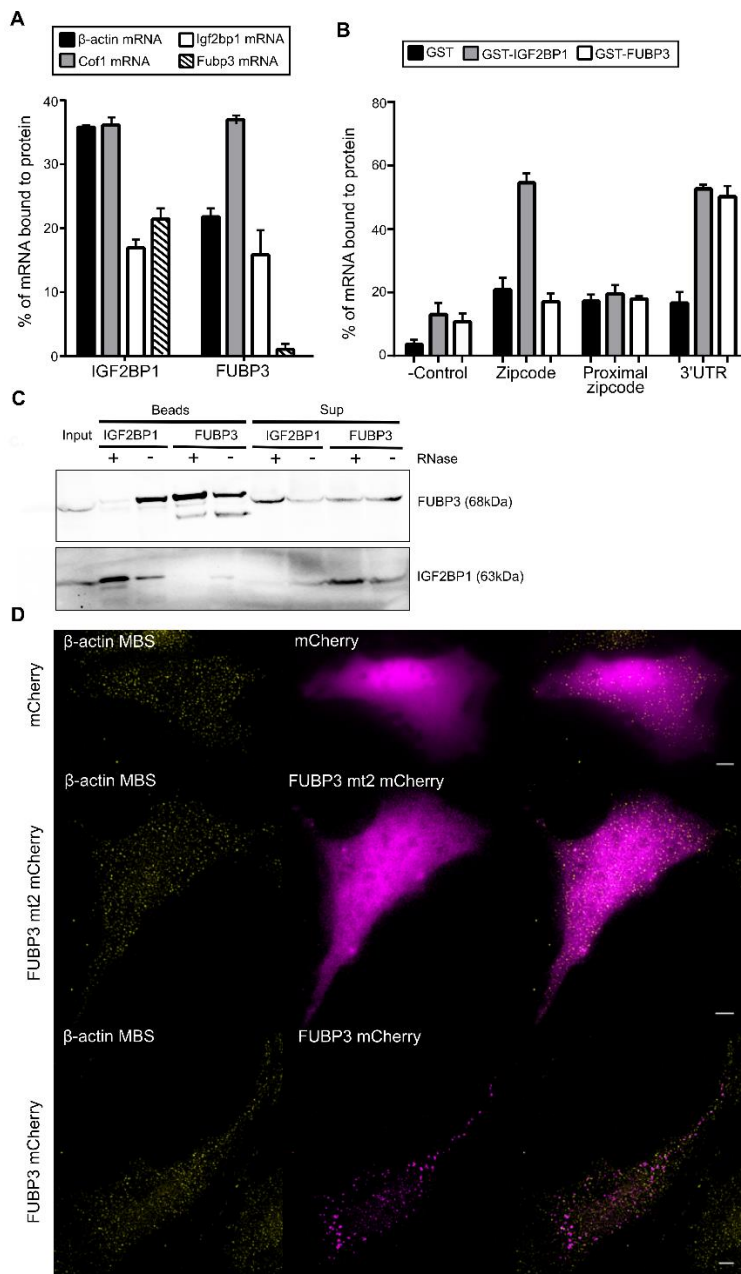 A
β-actin mRNA Igf2bp1 mRNA
Cof1 mRNA Fubp3 mRNA
% of mRNA bound to protein
40
30
20
10
0
IGF2BP1 FUBP3
B
GST GST-IGF2BP1 GST-FUBP3
% of mRNA bound to protein
80
60
40
20
0
-Control Zipcode Proximal zipcode 3'UTR
C
Beads Sup
Input IGF2BP1 FUBP3 IGF2BP1 FUBP3
+ - + - + - + - RNase
FUBP3 (68kDa)
IGF2BP1 (63kDa)
D
β-actin MBS mCherry
mCherry
β-actin MBS FUBP3 mt2 mCherry
FUBP3 mt2 mCherry
β-actin MBS FUBP3 mCherry
FUBP3 mCherry